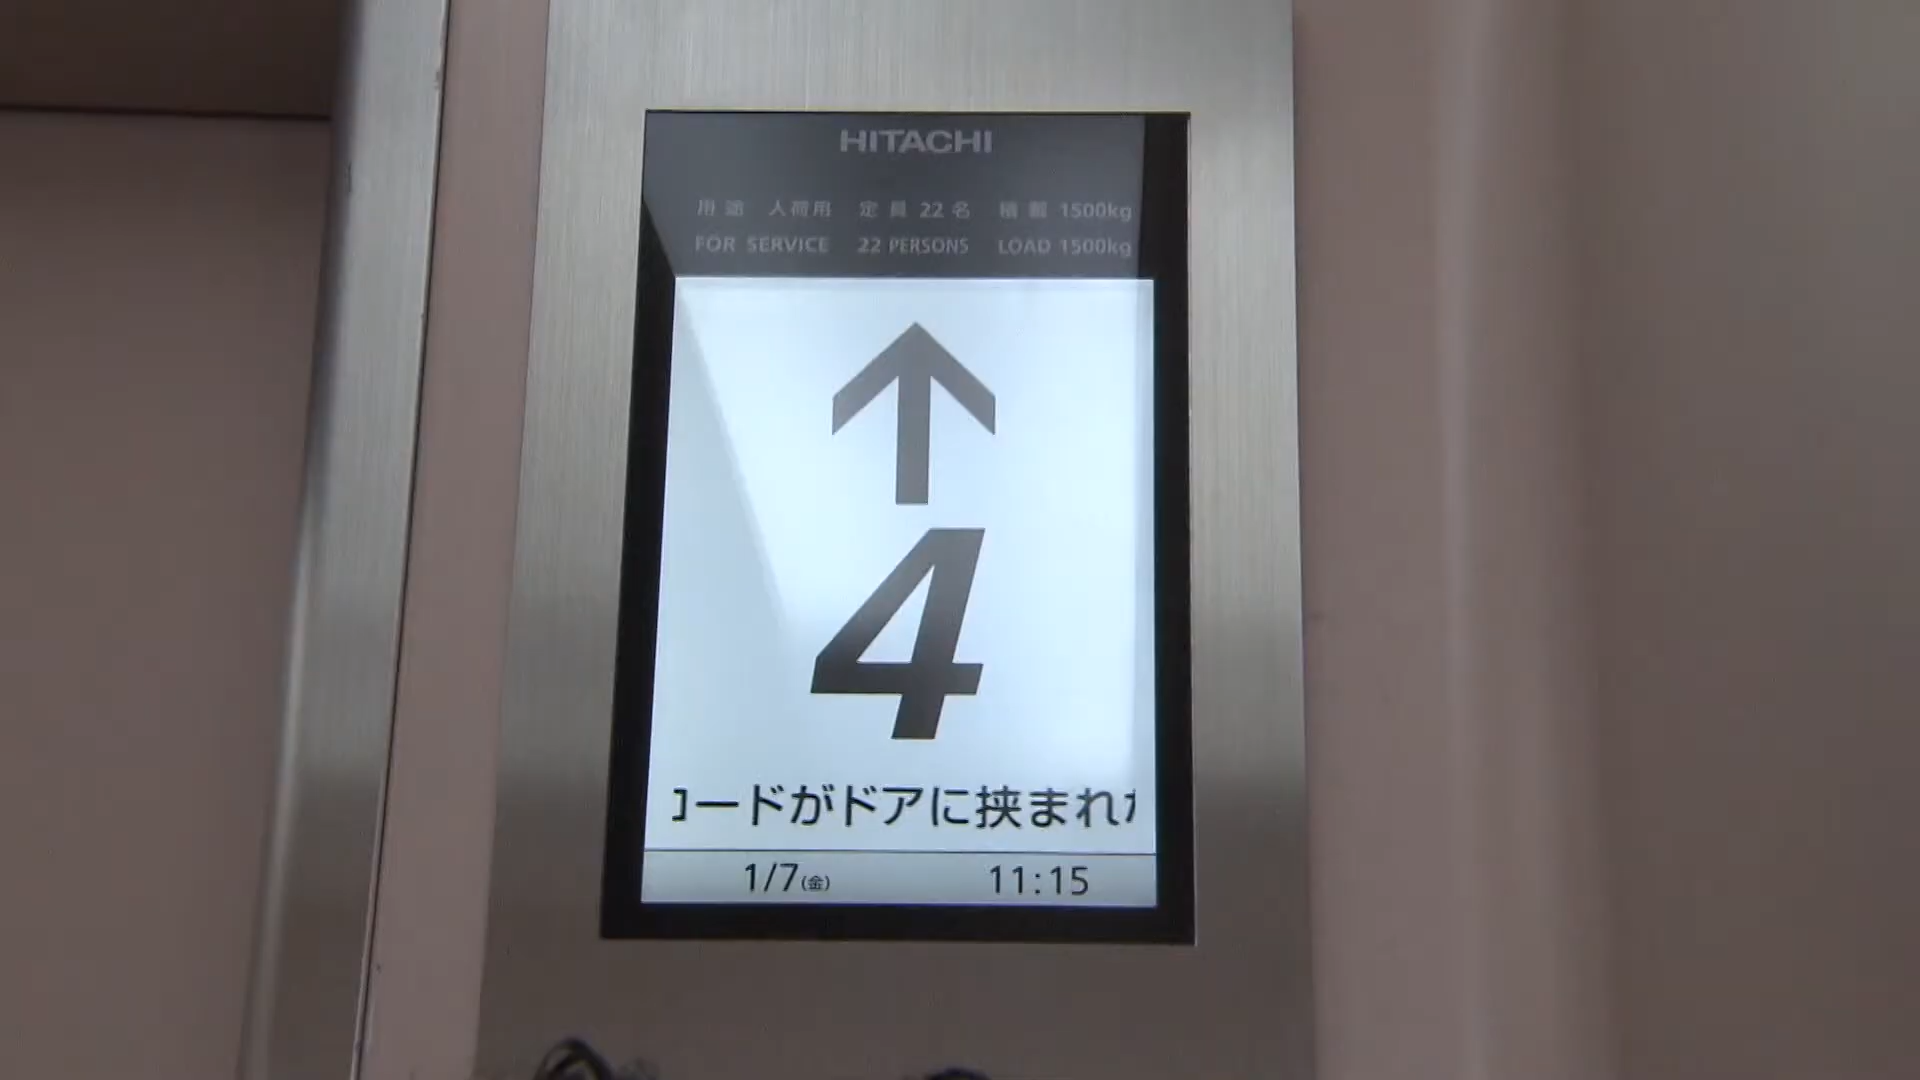 HITACHI
用途 人荷用 定員 22名 積載 1500kg
FOR SERVICE 22 PERSONS LOAD 1500kg
↑
4
コードがドアに挟まれ
1/7(金) 11:15